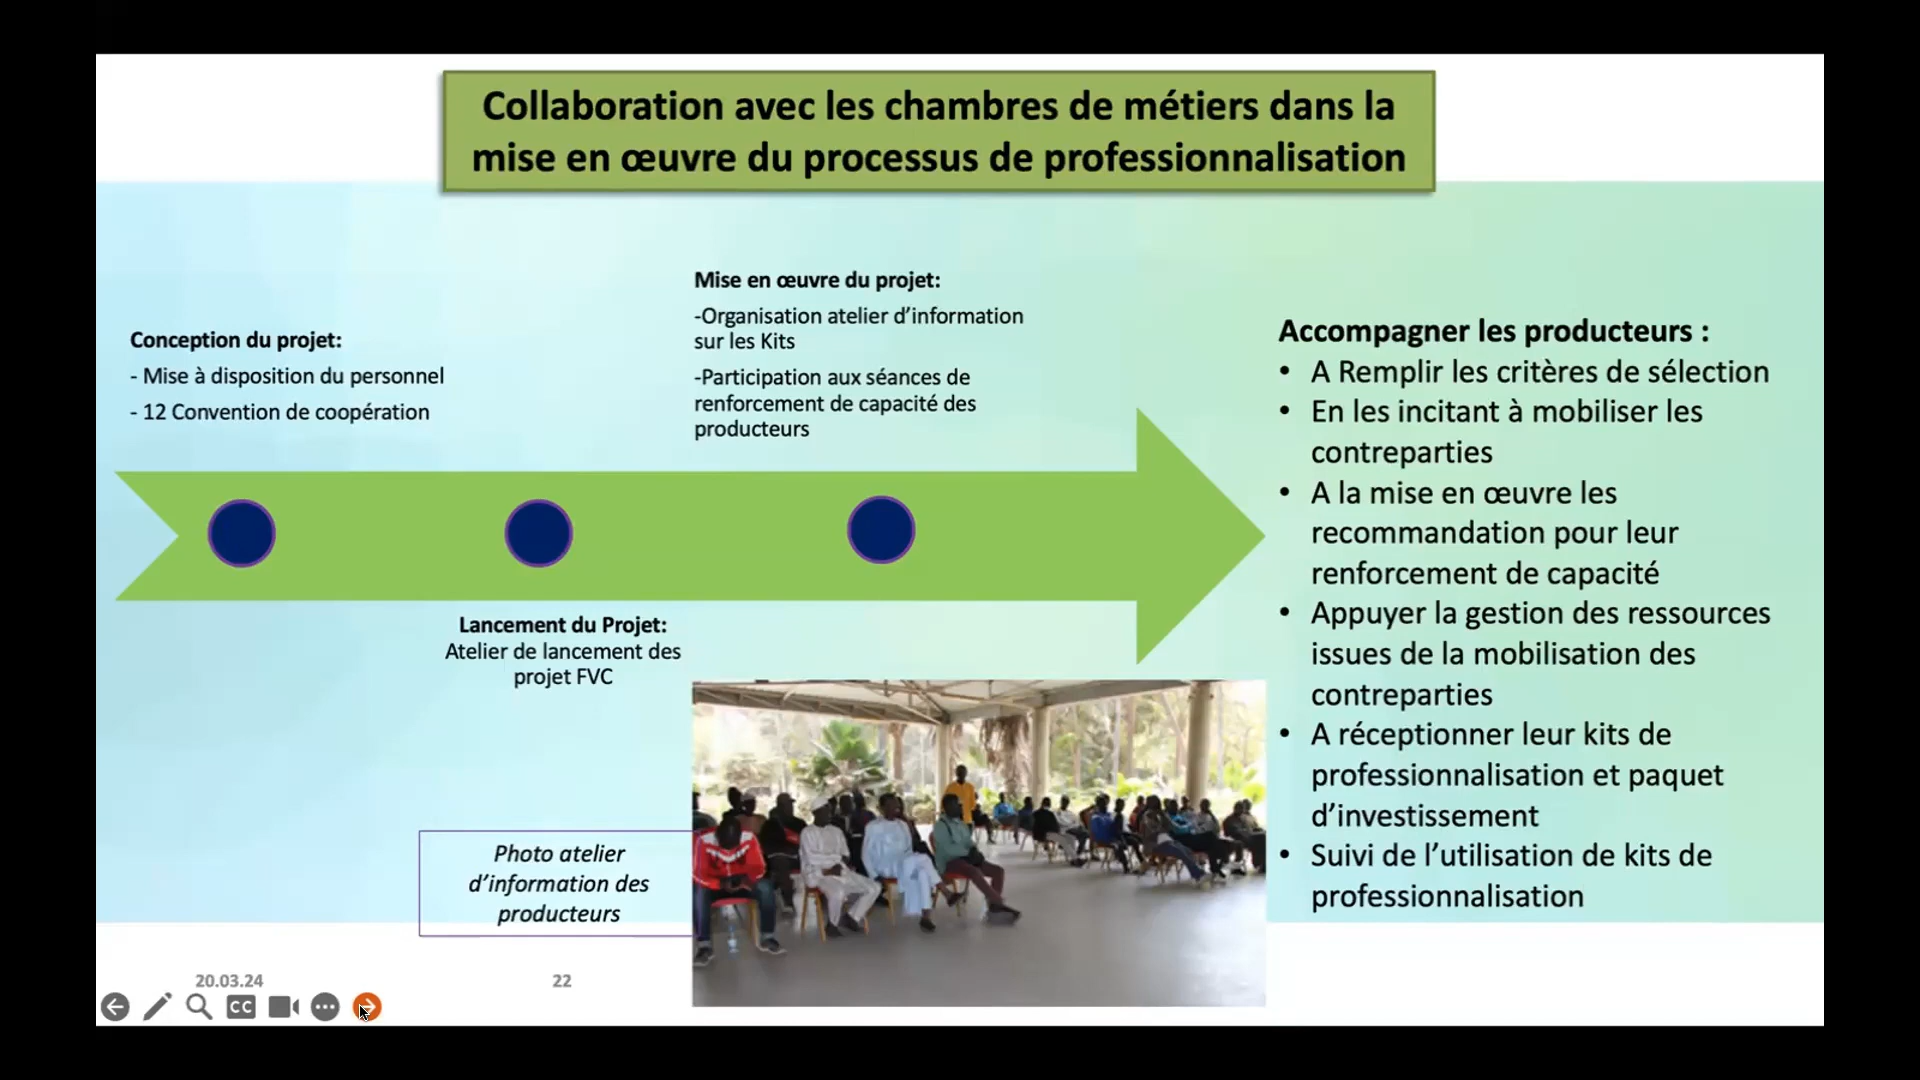 Collaboration avec les chambres de métiers dans la
mise en œuvre du processus de professionnalisation
Conception du projet:
- Mise à disposition du personnel
- 12 Convention de coopération
Mise en œuvre du projet:
-Organisation atelier d’information
sur les Kits
-Participation aux séances de
renforcement de capacité des
producteurs
Lancement du Projet:
Atelier de lancement des
projet FVC
Photo atelier
d’information des
producteurs
Accompagner les producteurs :
• A Remplir les critères de sélection
• En les incitant à mobiliser les
contreparties
• A la mise en œuvre les
recommandation pour leur
renforcement de capacité
• Appuyer la gestion des ressources
issues de la mobilisation des
contreparties
• A réceptionner leur kits de
professionnalisation et paquet
d’investissement
• Suivi de l’utilisation de kits de
professionnalisation
20.03.24
22
CC